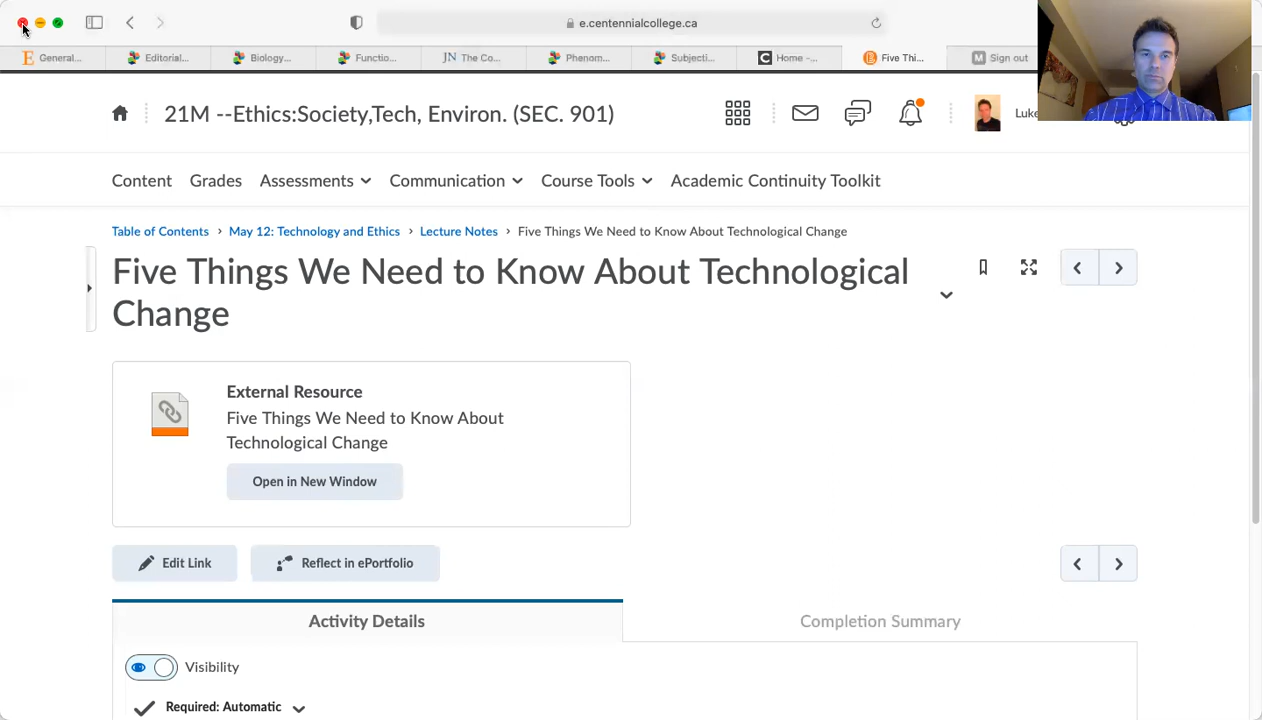 e.centennialcollege.ca
General... Editorial... Biology... Functio... JN The Co... Phenom... Subjecti... C Home -... Five Thi... M Sign out
21M --Ethics:Society,Tech, Environ. (SEC. 901)
Luke
Content Grades Assessments Communication Course Tools Academic Continuity Toolkit
Table of Contents › May 12: Technology and Ethics › Lecture Notes › Five Things We Need to Know About Technological Change
Five Things We Need to Know About Technological
Change
External Resource
Five Things We Need to Know About
Technological Change
Open in New Window
Edit Link Reflect in ePortfolio
Activity Details Completion Summary
Visibility
Required: Automatic